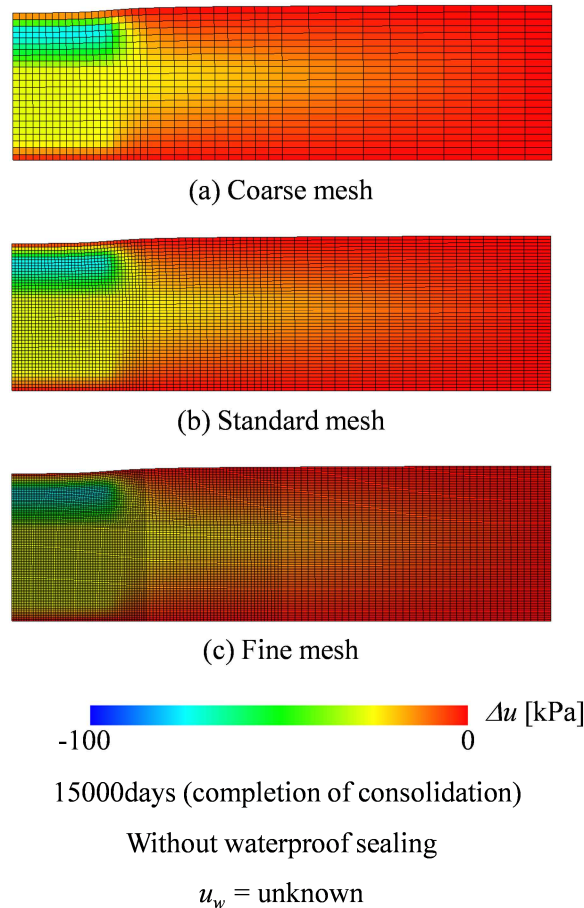 (a) Coarse mesh
(b) Standard mesh
(c) Fine mesh
Δu [kPa]
-100 0
15000days (completion of consolidation)
Without waterproof sealing
u_w = unknown